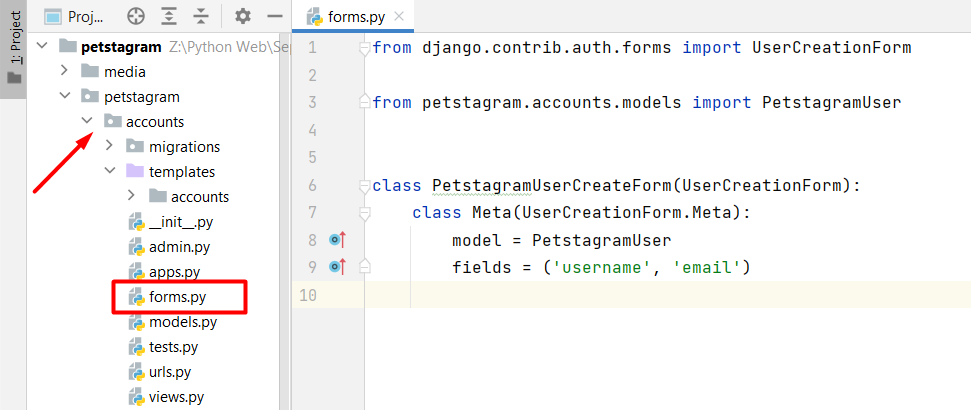 1: Project
Proj...
petstagram Z:\Python Web\Sep
media
petstagram
accounts
migrations
templates
accounts
__init__.py
admin.py
apps.py
forms.py
models.py
tests.py
urls.py
views.py
forms.py
1 from django.contrib.auth.forms import UserCreationForm
2
3 from petstagram.accounts.models import PetstagramUser
4
5
6 class PetstagramUserCreateForm(UserCreationForm):
7 class Meta(UserCreationForm.Meta):
8 model = PetstagramUser
9 fields = ('username', 'email')
10